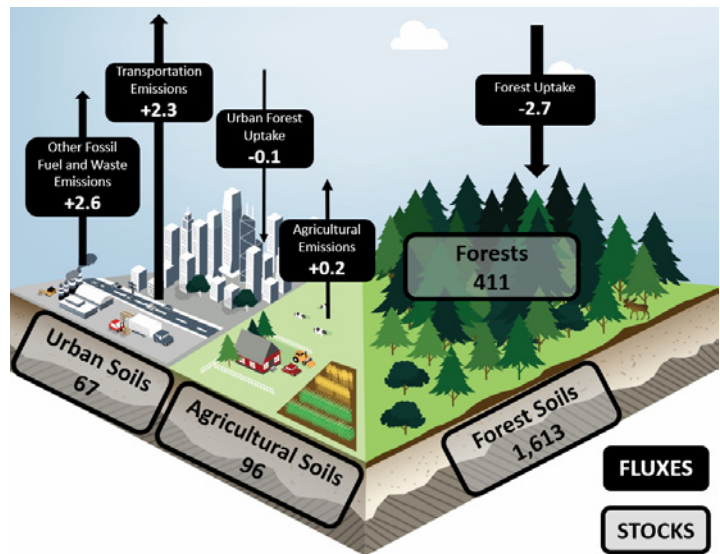 Transportation
Emissions
+2.3
Forest Uptake
-2.7
Urban Forest
Uptake
-0.1
Other Fossil
Fuel and Waste
Emissions
+2.6
Agricultural
Emissions
+0.2
Forests
411
Urban Soils
67
Agricultural Soils
96
Forest Soils
1,613
FLUXES
STOCKS